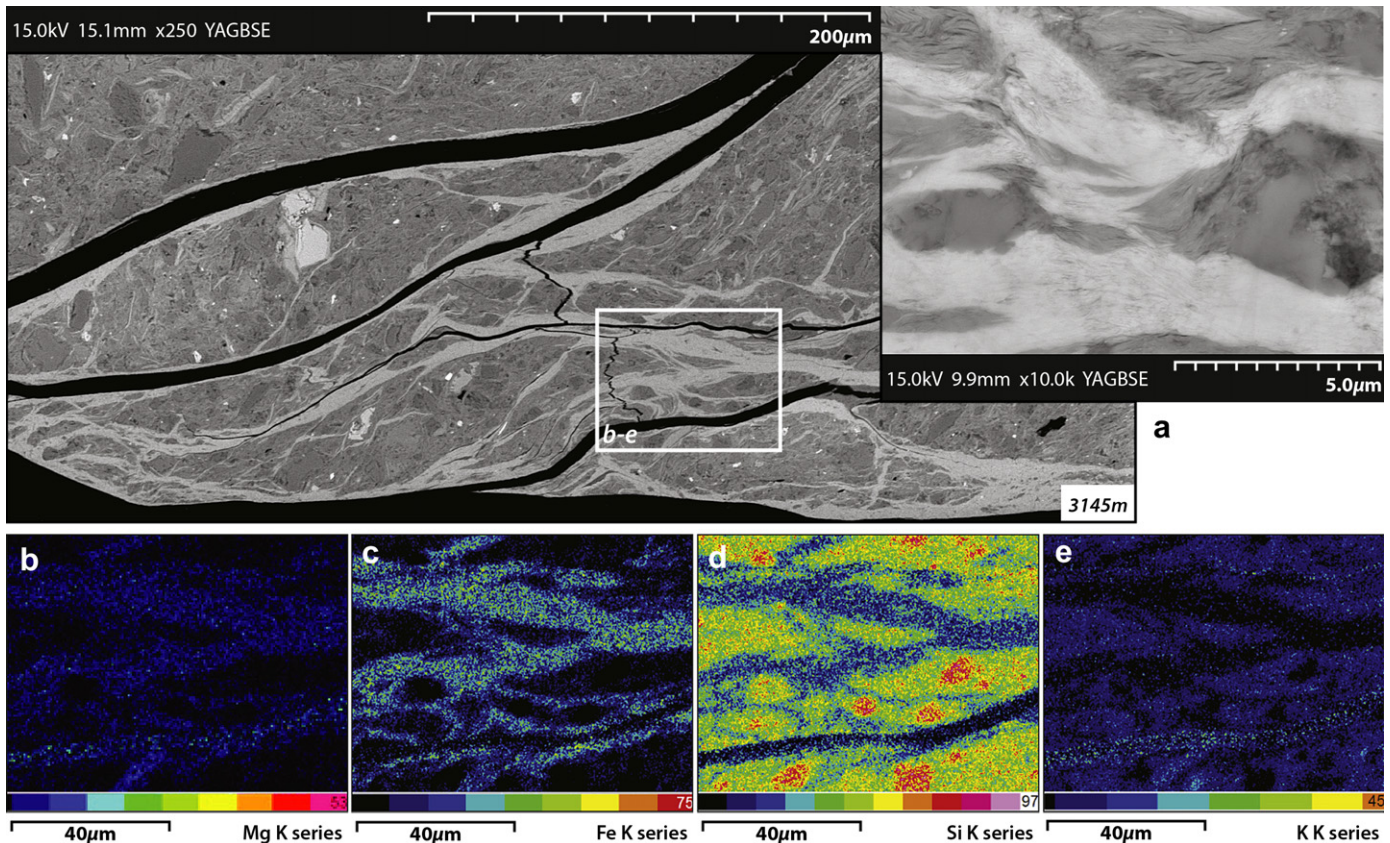 15.0kV 15.1mm x250 YAGBSE
200µm
b-e
3145m
15.0kV 9.9mm x10.0k YAGBSE
5.0µm
a
b
c
d
e
53
75
97
45
40µm
Mg K series
40µm
Fe K series
40µm
Si K series
40µm
K K series